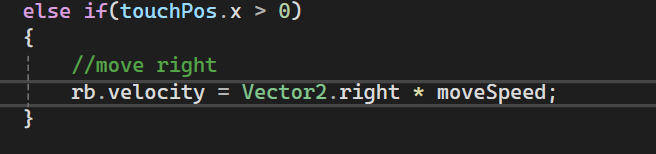 else if(touchPos.x > 0)
{
//move right
rb.velocity = Vector2.right * moveSpeed;
}